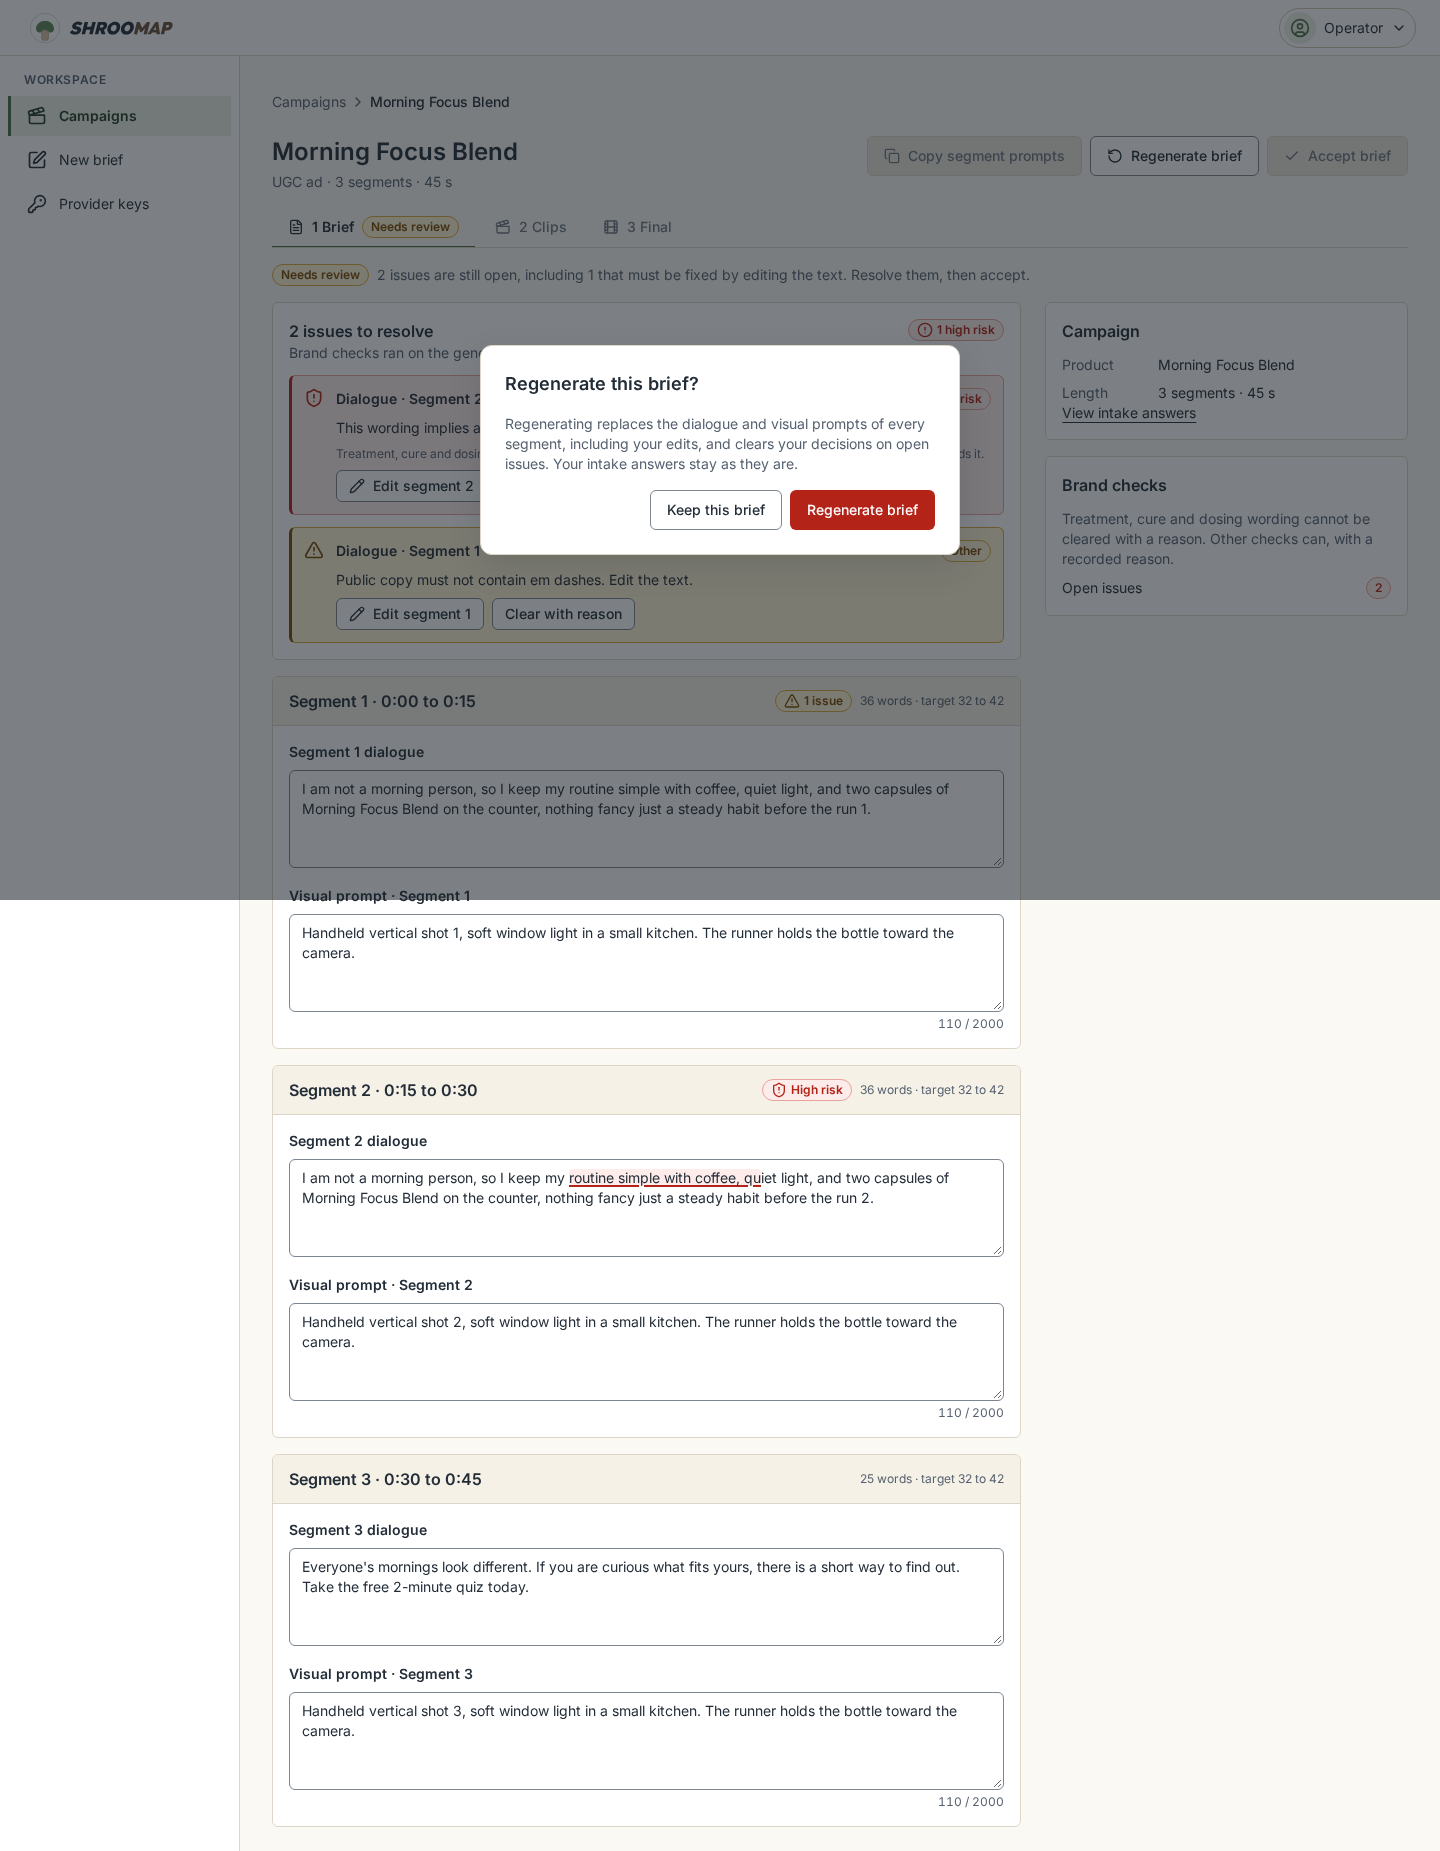 SHROOMAP
Operator
WORKSPACE
Campaigns
New brief
Provider keys
Campaigns > Morning Focus Blend
Morning Focus Blend
UGC ad · 3 segments · 45 s
Copy segment prompts
Regenerate brief
Accept brief
1 Brief Needs review
2 Clips
3 Final
Needs review 2 issues are still open, including 1 that must be fixed by editing the text. Resolve them, then accept.
2 issues to resolve
1 high risk
Brand checks ran on the
Dialogue · Segment 2
risk
This wording implies
Treatment, cure and
it.
Edit segment 2
Dialogue · Segment 1
Public copy must not contain em dashes. Edit the text.
Edit segment 1
Clear with reason
Regenerate this brief?
Regenerating replaces the dialogue and visual prompts of every
segment, including your edits, and clears your decisions on open
issues. Your intake answers stay as they are.
Keep this brief
Regenerate brief
Campaign
Product Morning Focus Blend
Length 3 segments · 45 s
View intake answers
Brand checks
Treatment, cure and dosing wording cannot be
cleared with a reason. Other checks can, with a
recorded reason.
Open issues 2
Segment 1 · 0:00 to 0:15
1 issue
36 words · target 32 to 42
Segment 1 dialogue
I am not a morning person, so I keep my routine simple with coffee, quiet light, and two capsules of
Morning Focus Blend on the counter, nothing fancy just a steady habit before the run 1.
Visual prompt · Segment 1
Handheld vertical shot 1, soft window light in a small kitchen. The runner holds the bottle toward the
camera.
110 / 2000
Segment 2 · 0:15 to 0:30
High risk
36 words · target 32 to 42
Segment 2 dialogue
I am not a morning person, so I keep my routine simple with coffee, quiet light, and two capsules of
Morning Focus Blend on the counter, nothing fancy just a steady habit before the run 2.
Visual prompt · Segment 2
Handheld vertical shot 2, soft window light in a small kitchen. The runner holds the bottle toward the
camera.
110 / 2000
Segment 3 · 0:30 to 0:45
25 words · target 32 to 42
Segment 3 dialogue
Everyone's mornings look different. If you are curious what fits yours, there is a short way to find out.
Take the free 2-minute quiz today.
Visual prompt · Segment 3
Handheld vertical shot 3, soft window light in a small kitchen. The runner holds the bottle toward the
camera.
110 / 2000